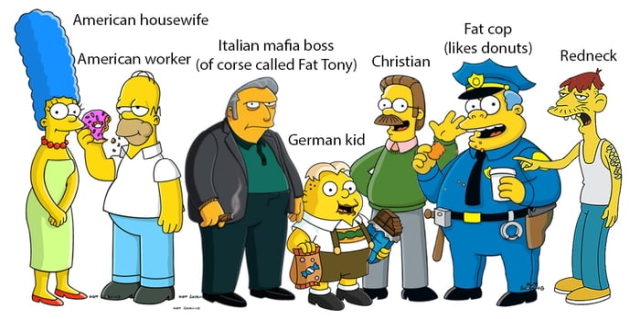 American housewife
American worker
Italian mafia boss
(of corse called Fat Tony)
German kid
Christian
Fat cop
(likes donuts)
Redneck